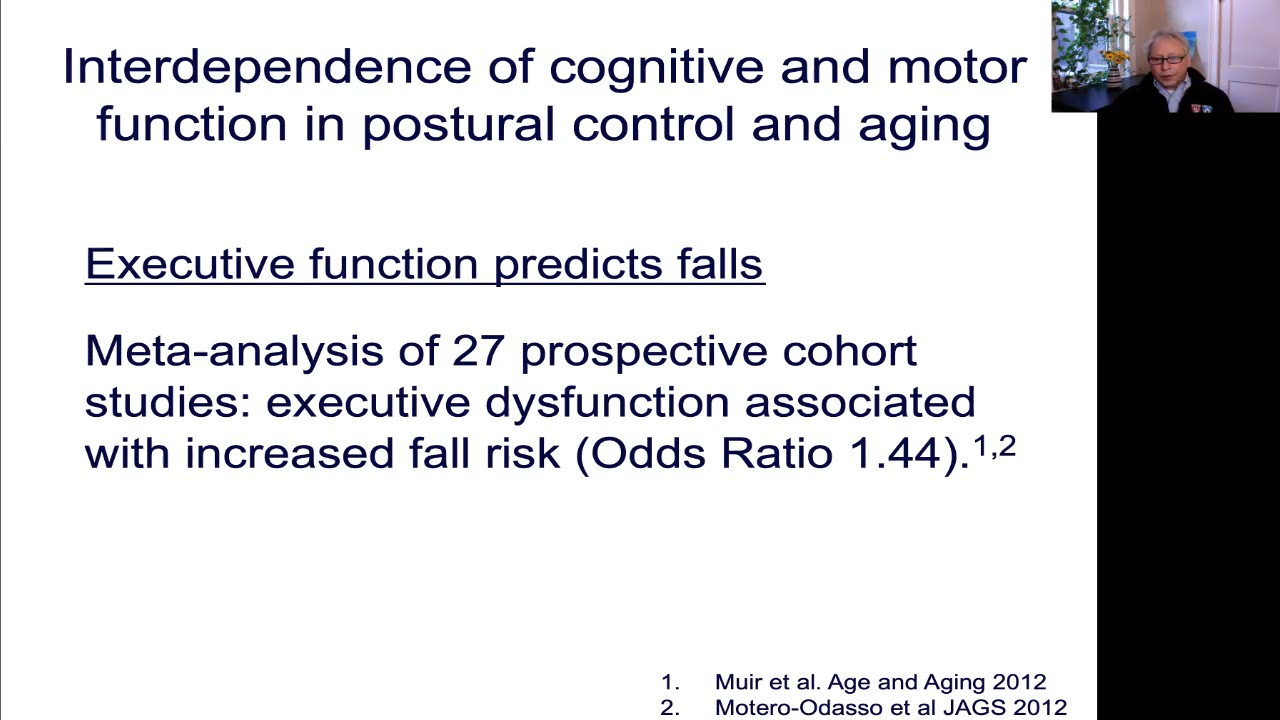 Interdependence of cognitive and motor
function in postural control and aging
Executive function predicts falls
Meta-analysis of 27 prospective cohort
studies: executive dysfunction associated
with increased fall risk (Odds Ratio 1.44).1,2
1. Muir et al. Age and Aging 2012
2. Motero-Odasso et al JAGS 2012